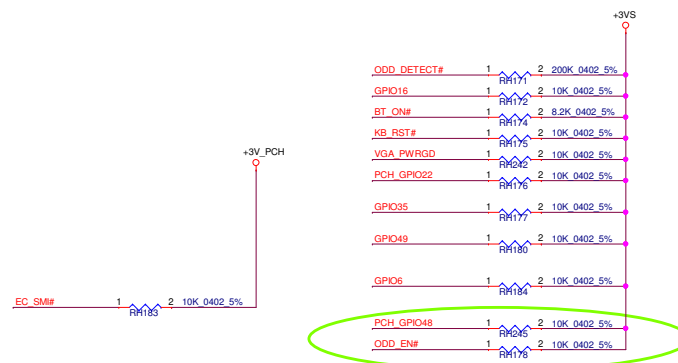 +3VS
ODD_DETECT# 1 2 200K_0402_5%
RH171
GPIO16 1 2 10K_0402_5%
RH172
BT_ON# 1 2 8.2K_0402_5%
RH174
KB_RST# 1 2 10K_0402_5%
RH175
VGA_PWRGD 1 2 10K_0402_5%
RH242
PCH_GPIO22 1 2 10K_0402_5%
RH176
GPIO35 1 2 10K_0402_5%
RH177
GPIO49 1 2 10K_0402_5%
RH180
GPIO6 1 2 10K_0402_5%
RH184
PCH_GPIO48 1 2 10K_0402_5%
RH245
ODD_EN# 1 2 10K_0402_5%
RH178
+3V_PCH
EC_SMI# 1 2 10K_0402_5%
RH183